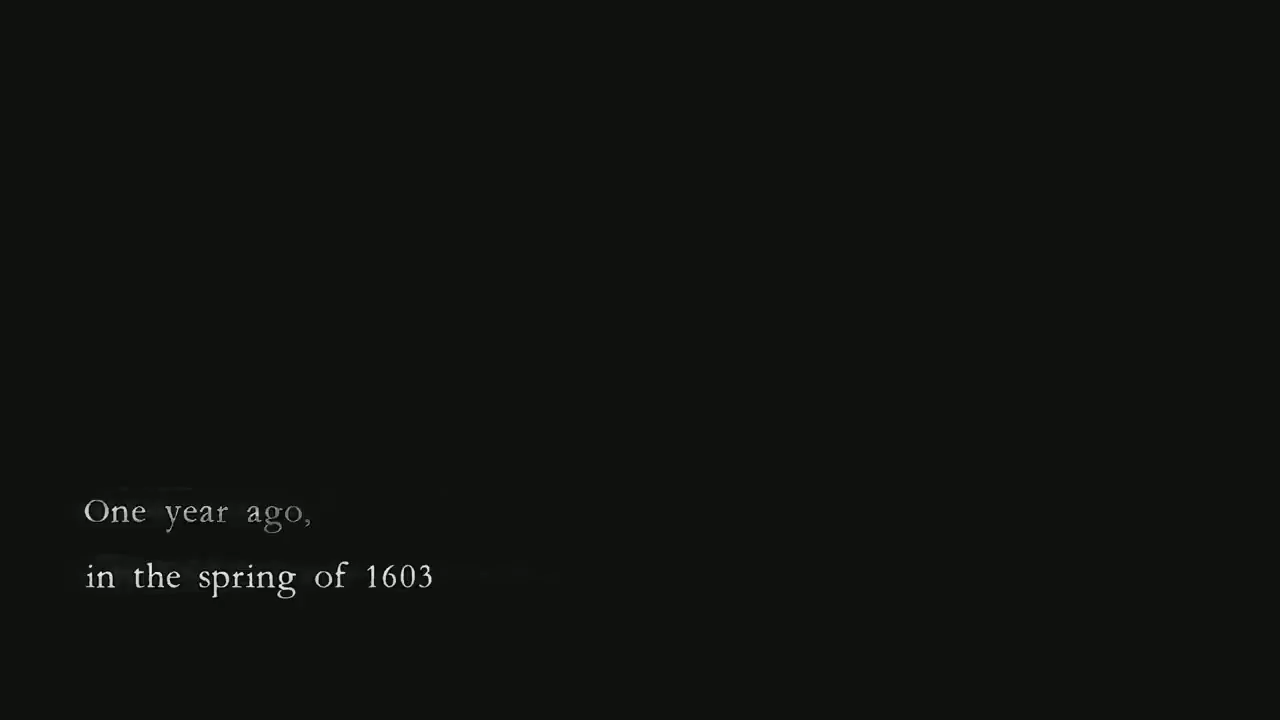 One year ago,
in the spring of 1603